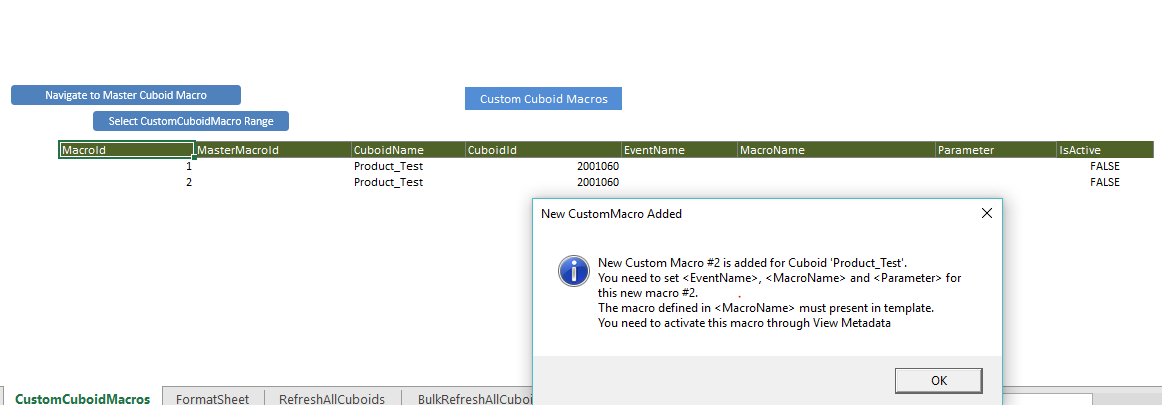 Navigate to Master Cuboid Macro
Custom Cuboid Macros
Select CustomCuboidMacro Range
MacroId MasterMacroId CuboidName CuboidId EventName MacroName Parameter IsActive
1 Product_Test 2001060 FALSE
2 Product_Test 2001060 FALSE
New CustomMacro Added
New Custom Macro #2 is added for Cuboid 'Product_Test'.
You need to set <EventName>, <MacroName> and <Parameter> for
this new macro #2. .
The macro defined in <MacroName> must present in template.
You need to activate this macro through View Metadata
OK
CustomCuboidMacros FormatSheet RefreshAllCuboids BulkRefreshAllCuboi